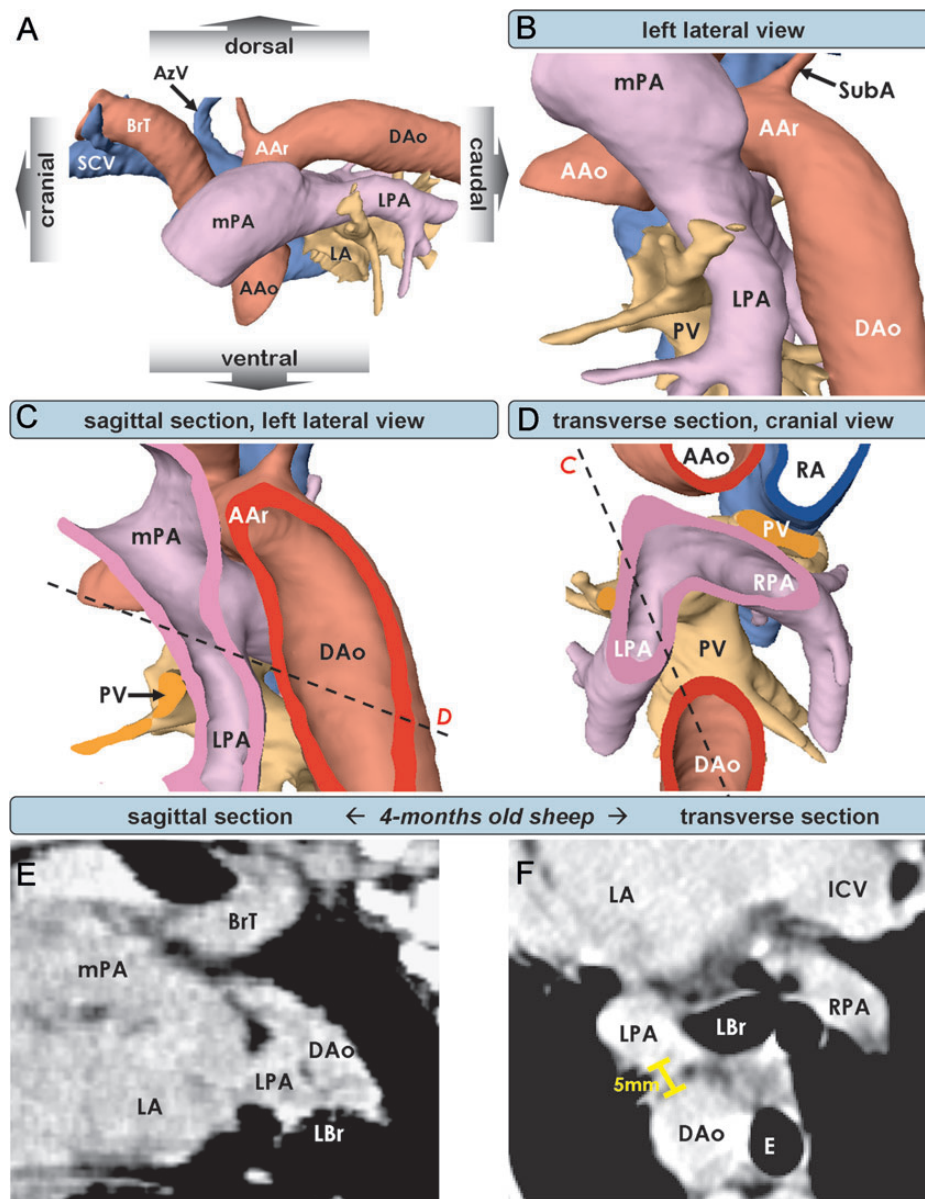 A
dorsal
AzV
BrT
SCV
AAr
DAo
cranial
caudal
mPA
LPA
LA
AAo
ventral
B
left lateral view
mPA
SubA
AAr
AAo
LPA
PV
DAo
C
sagittal section, left lateral view
mPA
AAr
DAo
PV
D
LPA
D
transverse section, cranial view
C
AAo
RA
PV
RPA
LPA
PV
DAo
sagittal section ← 4-months old sheep → transverse section
E
BrT
mPA
DAo
LPA
LA
LBr
F
LA
ICV
RPA
LPA
LBr
5mm
DAo
E